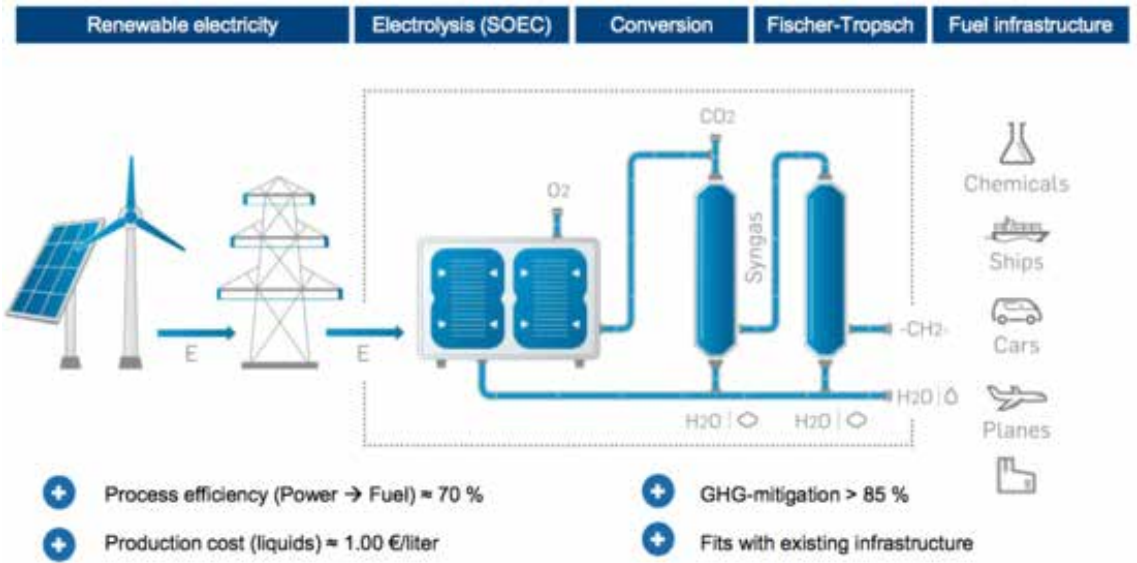 Renewable electricity
Electrolysis (SOEC)
Conversion
Fischer-Tropsch
Fuel infrastructure
CO2
O2
Syngas
E
E
-CH2-
H2O
H2O
H2O
Chemicals
Ships
Cars
Planes
Process efficiency (Power → Fuel) ≈ 70 %
GHG-mitigation > 85 %
Production cost (liquids) ≈ 1.00 €/liter
Fits with existing infrastructure